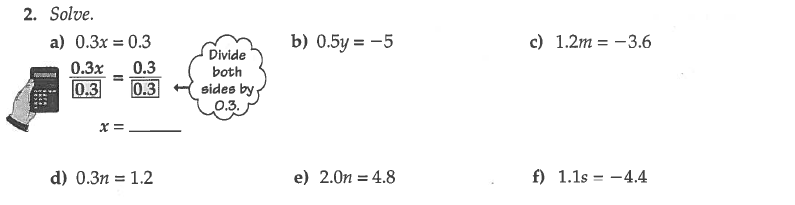 2. Solve.
a) 0.3x = 0.3
0.3x / 0.3 = 0.3 / 0.3
Divide
both
sides by
0.3.
x = ______
b) 0.5y = −5
c) 1.2m = −3.6
d) 0.3n = 1.2
e) 2.0n = 4.8
f) 1.1s = −4.4